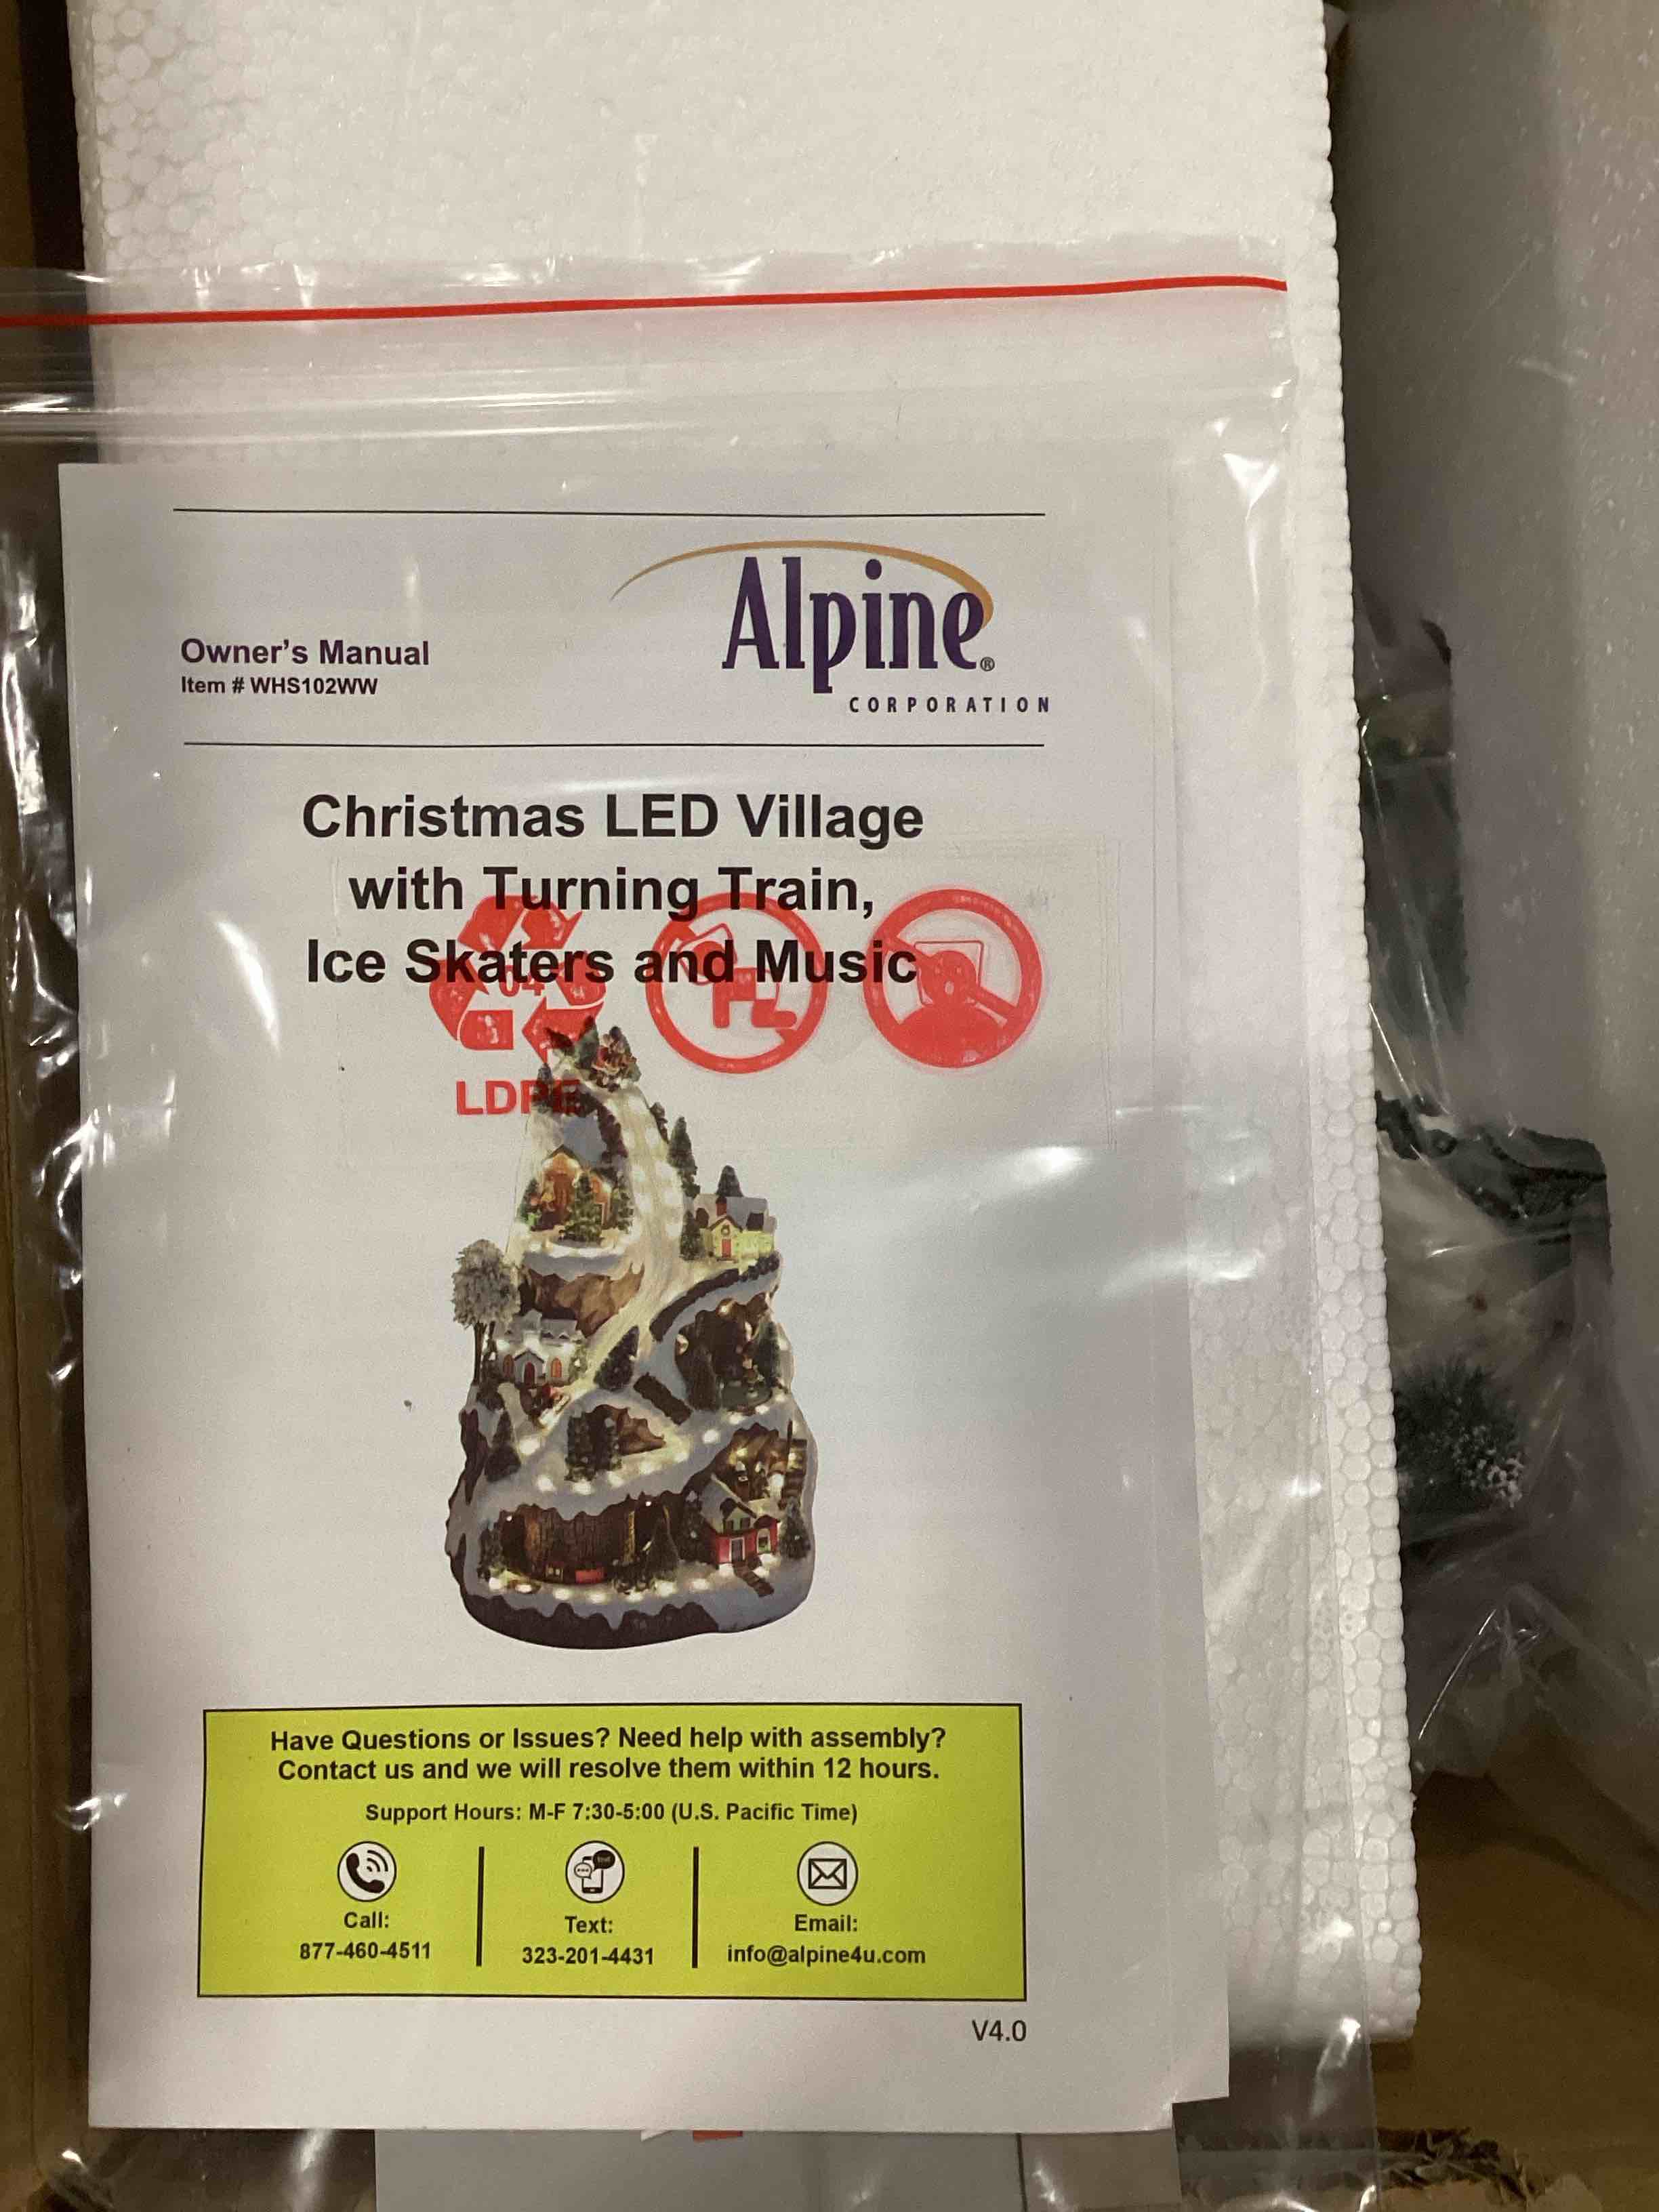 Alpine®
CORPORATION
Owner's Manual
Item # WHS102WW
Christmas LED Village
with Turning Train,
Ice Skaters and Music
04
LDPE
Have Questions or Issues? Need help with assembly?
Contact us and we will resolve them within 12 hours.
Support Hours: M-F 7:30-5:00 (U.S. Pacific Time)
Call:
877-460-4511
Text:
323-201-4431
Email:
info@alpine4u.com
V4.0